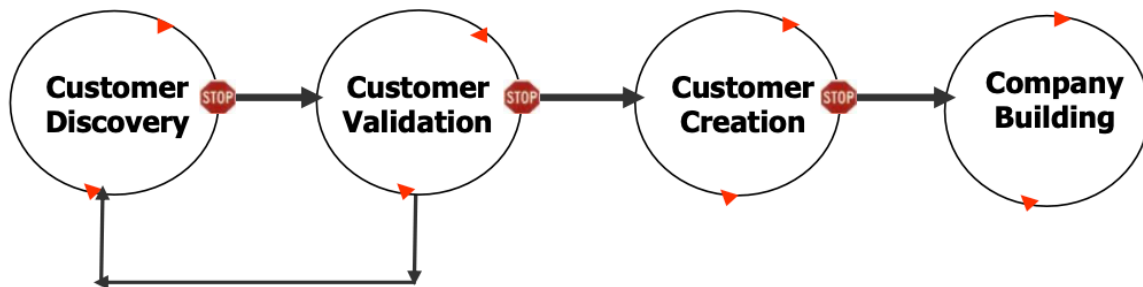 Customer
Discovery
STOP
Customer
Validation
STOP
Customer
Creation
STOP
Company
Building